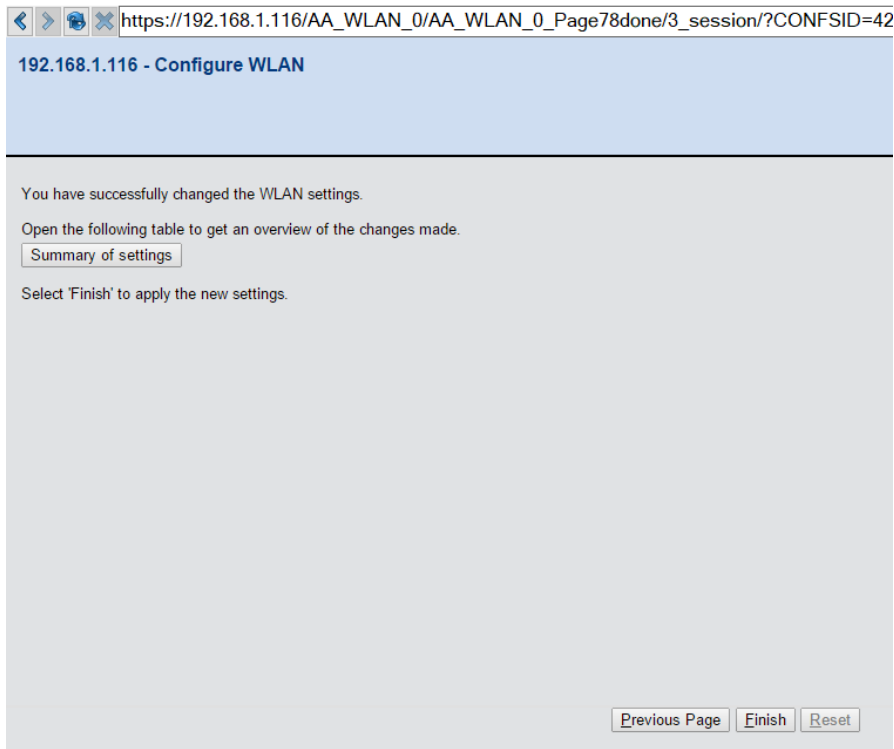 https://192.168.1.116/AA_WLAN_0/AA_WLAN_0_Page78done/3_session/?CONFSID=42
192.168.1.116 - Configure WLAN
You have successfully changed the WLAN settings.
Open the following table to get an overview of the changes made.
Summary of settings
Select 'Finish' to apply the new settings.
Previous Page Finish Reset